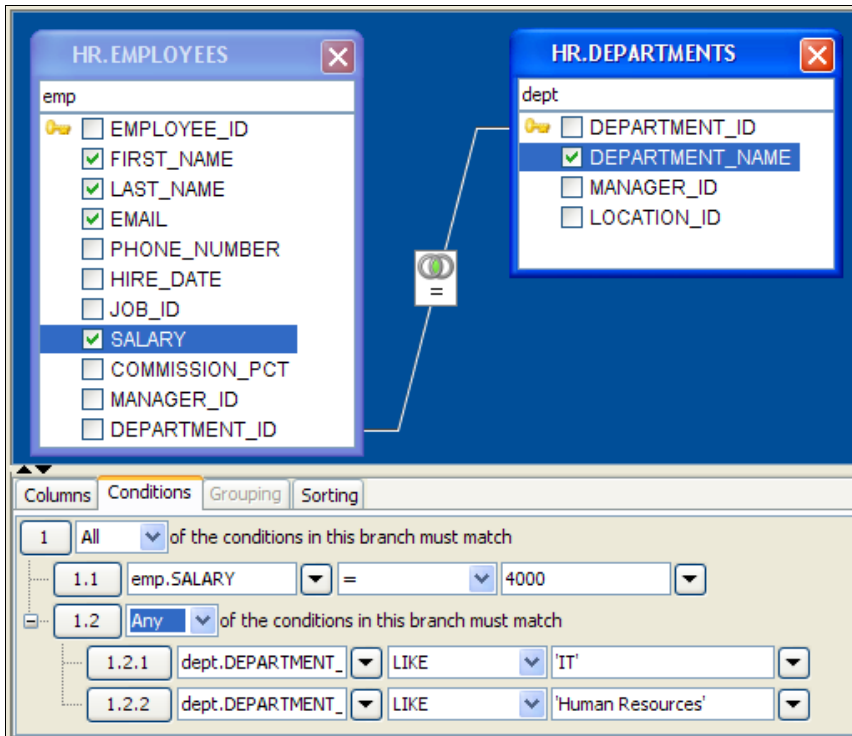 HR.EMPLOYEES
emp
EMPLOYEE_ID
FIRST_NAME
LAST_NAME
EMAIL
PHONE_NUMBER
HIRE_DATE
JOB_ID
SALARY
COMMISSION_PCT
MANAGER_ID
DEPARTMENT_ID
=
HR.DEPARTMENTS
dept
DEPARTMENT_ID
DEPARTMENT_NAME
MANAGER_ID
LOCATION_ID
Columns Conditions Grouping Sorting
1 All of the conditions in this branch must match
1.1 emp.SALARY = 4000
1.2 Any of the conditions in this branch must match
1.2.1 dept.DEPARTMENT_ LIKE 'IT'
1.2.2 dept.DEPARTMENT_ LIKE 'Human Resources'